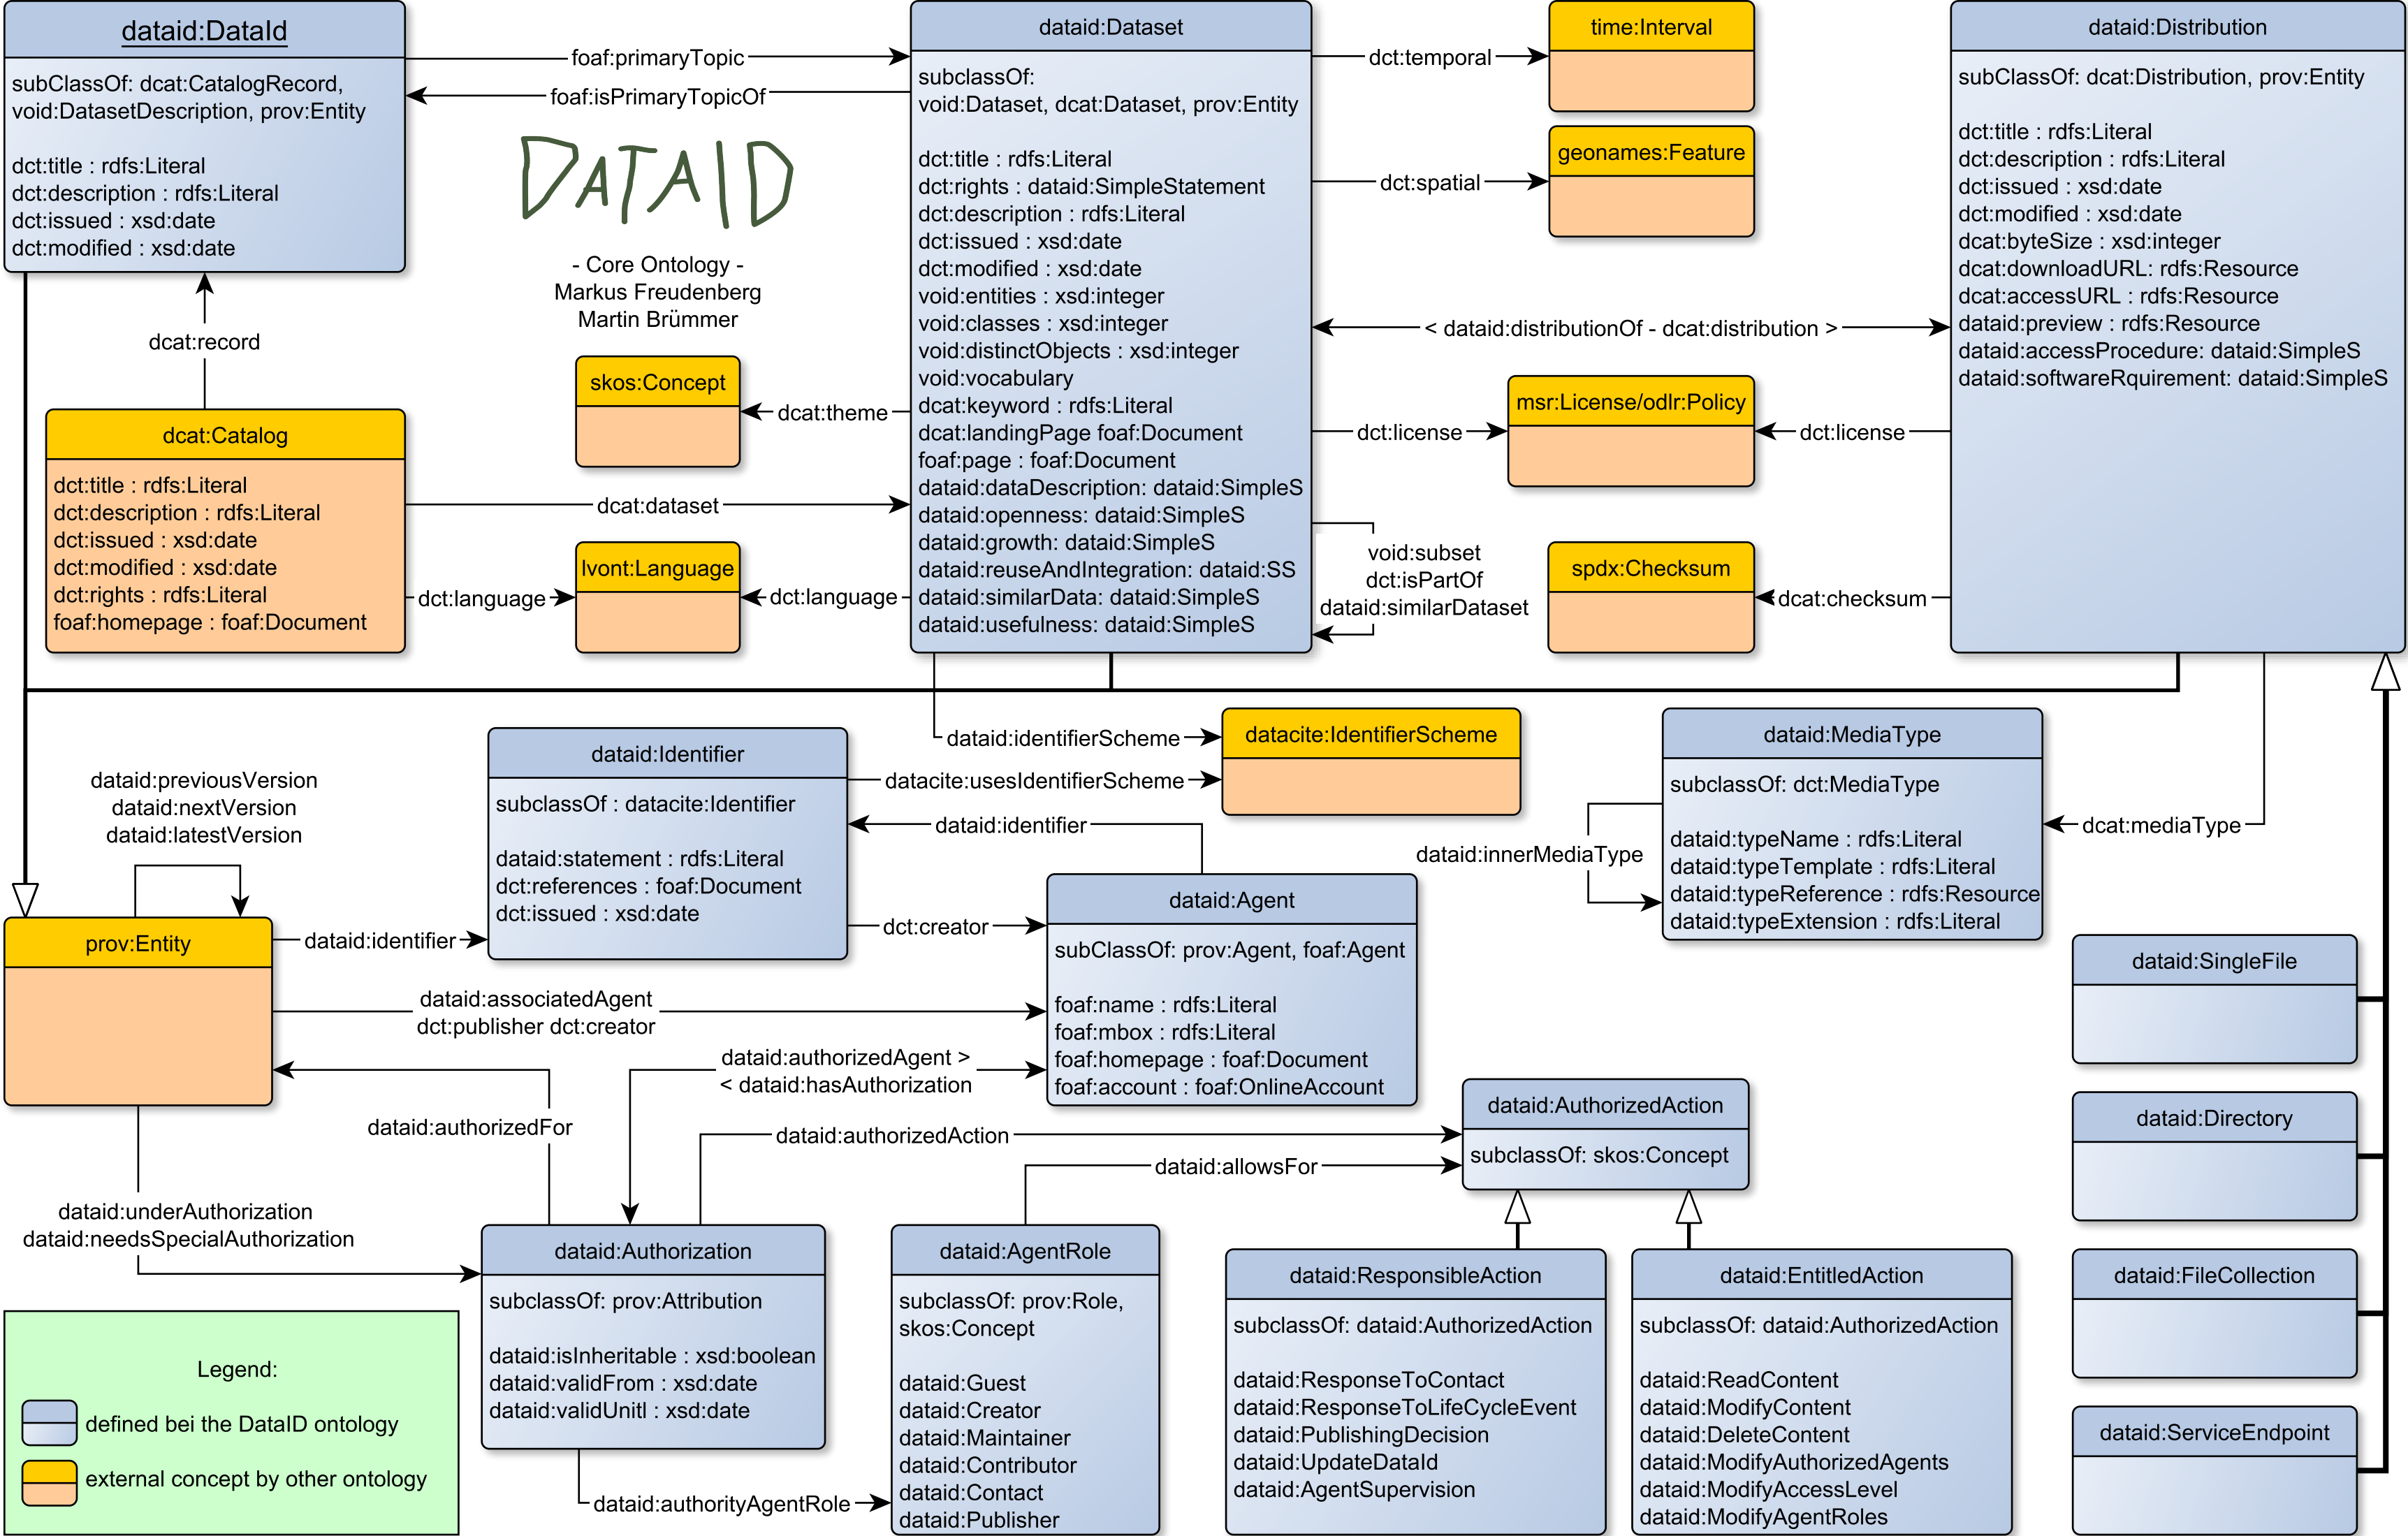 dataid:DataId
subClassOf: dcat:CatalogRecord,
void:DatasetDescription, prov:Entity
dct:title : rdfs:Literal
dct:description : rdfs:Literal
dct:issued : xsd:date
dct:modified : xsd:date
foaf:primaryTopic
foaf:isPrimaryTopicOf
DATAID
- Core Ontology -
Markus Freudenberg
Martin Brümmer
dataid:Dataset
subclassOf:
void:Dataset, dcat:Dataset, prov:Entity
dct:title : rdfs:Literal
dct:rights : dataid:SimpleStatement
dct:description : rdfs:Literal
dct:issued : xsd:date
dct:modified : xsd:date
void:entities : xsd:integer
void:classes : xsd:integer
void:distinctObjects : xsd:integer
void:vocabulary
dcat:keyword : rdfs:Literal
dcat:landingPage foaf:Document
foaf:page : foaf:Document
dataid:dataDescription: dataid:SimpleS
dataid:openness: dataid:SimpleS
dataid:growth: dataid:SimpleS
dataid:reuseAndIntegration: dataid:SS
dataid:similarData: dataid:SimpleS
dataid:usefulness: dataid:SimpleS
dct:temporal
time:Interval
dct:spatial
geonames:Feature
dataid:Distribution
subClassOf: dcat:Distribution, prov:Entity
dct:title : rdfs:Literal
dct:description : rdfs:Literal
dct:issued : xsd:date
dct:modified : xsd:date
dcat:byteSize : xsd:integer
dcat:downloadURL: rdfs:Resource
dcat:accessURL : rdfs:Resource
dataid:preview : rdfs:Resource
dataid:accessProcedure: dataid:SimpleS
dataid:softwareRquirement: dataid:SimpleS
< dataid:distributionOf - dcat:distribution >
dct:license
msr:License/odlr:Policy
dct:license
void:subset
dct:isPartOf
dataid:similarDataset
spdx:Checksum
dcat:checksum
dcat:record
dcat:Catalog
dct:title : rdfs:Literal
dct:description : rdfs:Literal
dct:issued : xsd:date
dct:modified : xsd:date
dct:rights : rdfs:Literal
foaf:homepage : foaf:Document
skos:Concept
dcat:theme
dcat:dataset
dct:language
lvont:Language
dct:language
dataid:identifierScheme
datacite:IdentifierScheme
datacite:usesIdentifierScheme
dataid:Identifier
subclassOf : datacite:Identifier
dataid:statement : rdfs:Literal
dct:references : foaf:Document
dct:issued : xsd:date
dataid:identifier
dct:creator
dataid:MediaType
subclassOf: dct:MediaType
dataid:typeName : rdfs:Literal
dataid:typeTemplate : rdfs:Literal
dataid:typeReference : rdfs:Resource
dataid:typeExtension : rdfs:Literal
dataid:innerMediaType
dcat:mediaType
dataid:previousVersion
dataid:nextVersion
dataid:latestVersion
prov:Entity
dataid:identifier
dataid:associatedAgent
dct:publisher dct:creator
dataid:Agent
subClassOf: prov:Agent, foaf:Agent
foaf:name : rdfs:Literal
foaf:mbox : rdfs:Literal
foaf:homepage : foaf:Document
foaf:account : foaf:OnlineAccount
dataid:authorizedAgent >
< dataid:hasAuthorization
dataid:authorizedFor
dataid:authorizedAction
dataid:allowsFor
dataid:AuthorizedAction
subclassOf: skos:Concept
dataid:underAuthorization
dataid:needsSpecialAuthorization
dataid:Authorization
subclassOf: prov:Attribution
dataid:isInheritable : xsd:boolean
dataid:validFrom : xsd:date
dataid:validUnitl : xsd:date
dataid:authorityAgentRole
dataid:AgentRole
subclassOf: prov:Role,
skos:Concept
dataid:Guest
dataid:Creator
dataid:Maintainer
dataid:Contributor
dataid:Contact
dataid:Publisher
dataid:ResponsibleAction
subclassOf: dataid:AuthorizedAction
dataid:ResponseToContact
dataid:ResponseToLifeCycleEvent
dataid:PublishingDecision
dataid:UpdateDataId
dataid:AgentSupervision
dataid:EntitledAction
subclassOf: dataid:AuthorizedAction
dataid:ReadContent
dataid:ModifyContent
dataid:DeleteContent
dataid:ModifyAuthorizedAgents
dataid:ModifyAccessLevel
dataid:ModifyAgentRoles
dataid:SingleFile
dataid:Directory
dataid:FileCollection
dataid:ServiceEndpoint
Legend:
defined bei the DataID ontology
external concept by other ontology